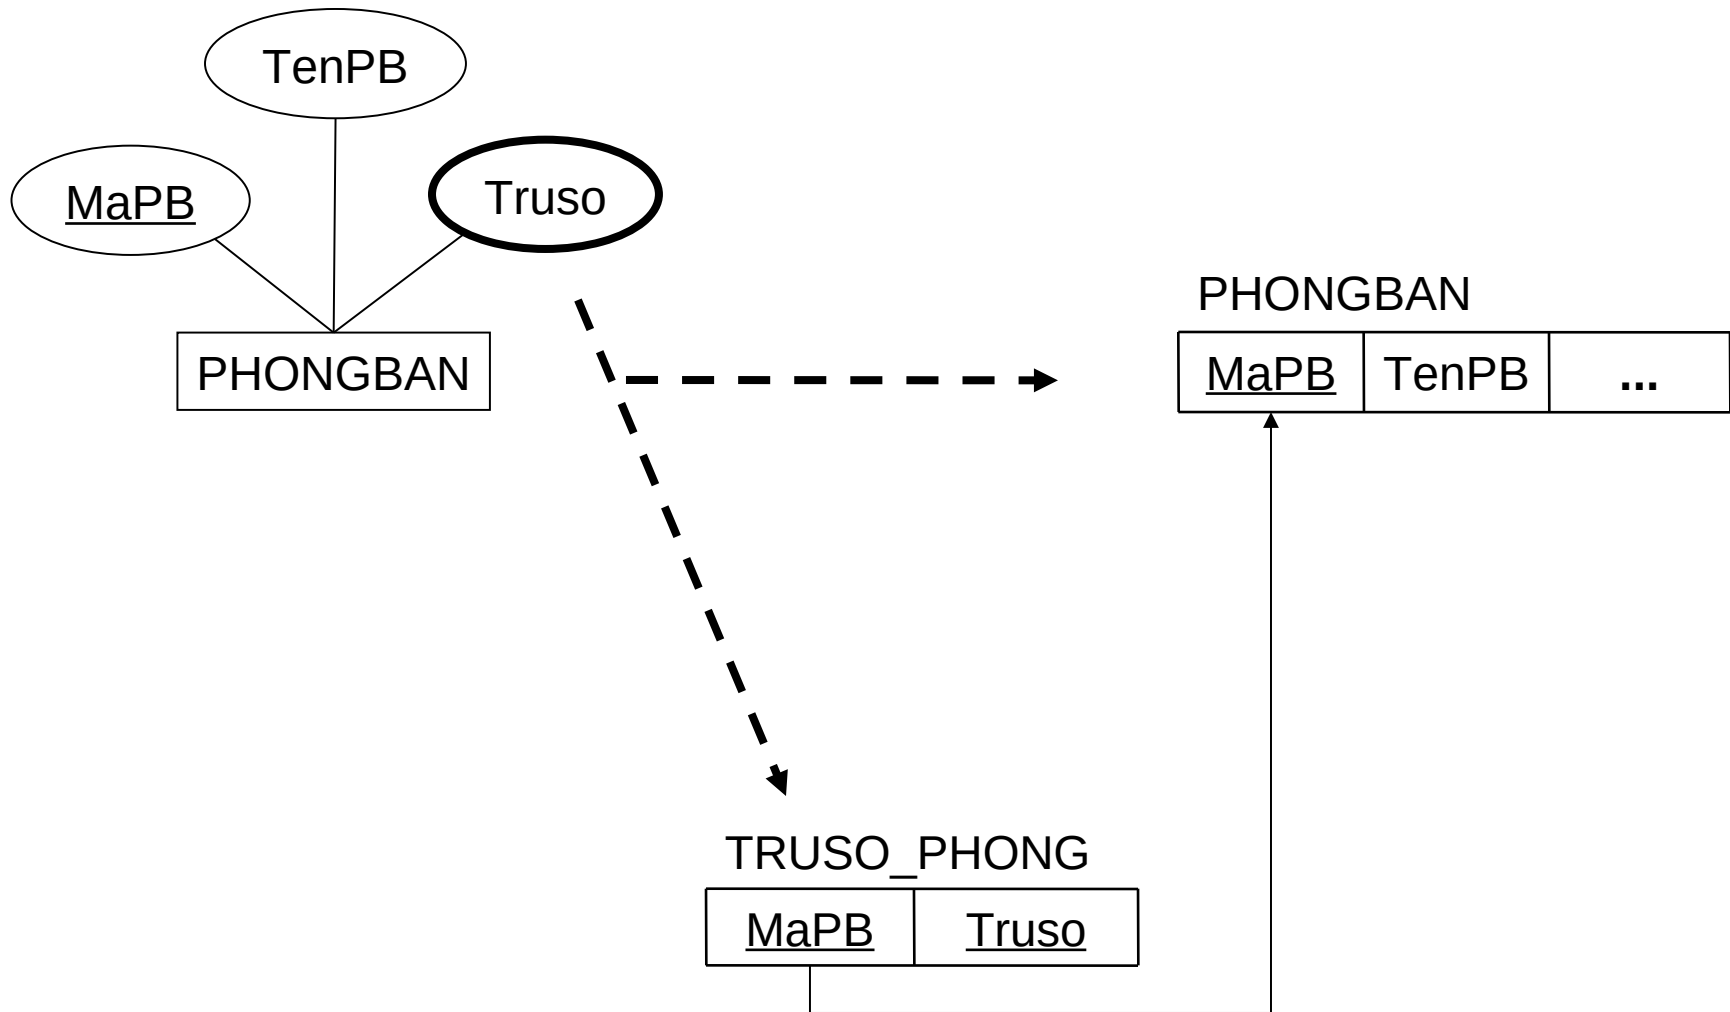 TenPB
MaPB
Truso
PHONGBAN
PHONGBAN
MaPB TenPB ...
TRUSO_PHONG
MaPB Truso